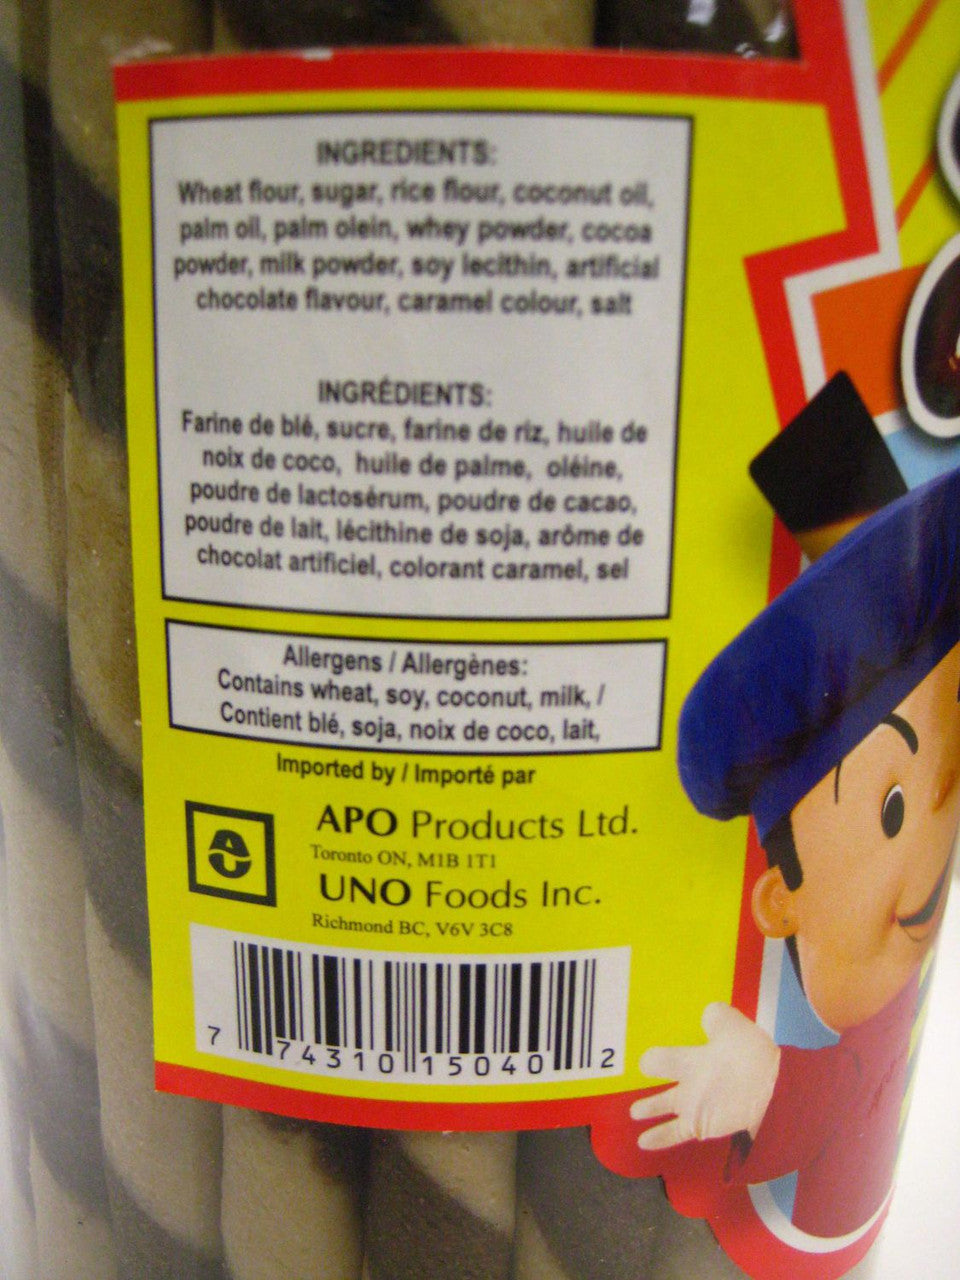 INGREDIENTS:
Wheat flour, sugar, rice flour, coconut oil,
palm oil, palm olein, whey powder, cocoa
powder, milk powder, soy lecithin, artificial
chocolate flavour, caramel colour, salt
INGRÉDIENTS:
Farine de blé, sucre, farine de riz, huile de
noix de coco, huile de palme, oléine,
poudre de lactosérum, poudre de cacao,
poudre de lait, lécithine de soja, arôme de
chocolat artificiel, colorant caramel, sel
Allergens / Allergènes:
Contains wheat, soy, coconut, milk, /
Contient blé, soja, noix de coco, lait,
Imported by / Importé par
APO Products Ltd.
Toronto ON, M1B 1T1
UNO Foods Inc.
Richmond BC, V6V 3C8
7 74310 15040 2